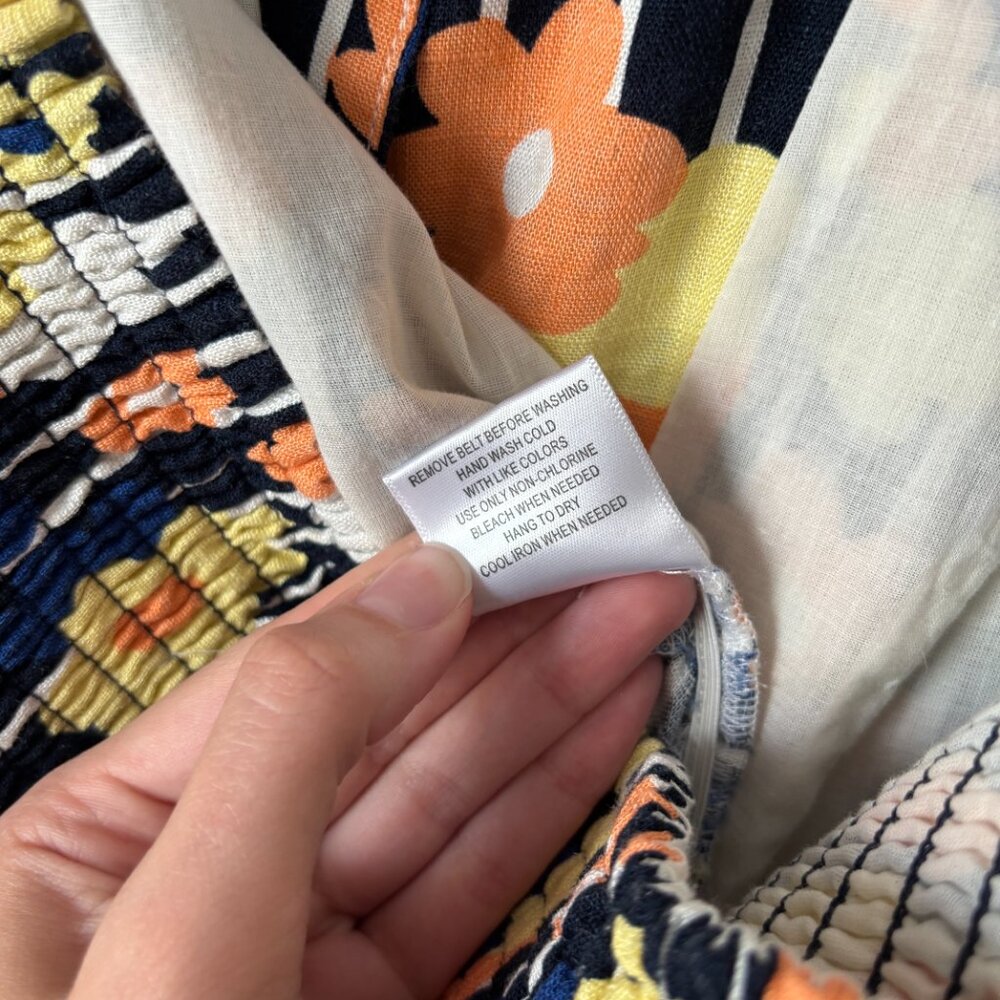 REMOVE BELT BEFORE WASHING
HAND WASH COLD
WITH LIKE COLORS
USE ONLY NON-CHLORINE
BLEACH WHEN NEEDED
HANG TO DRY
COOL IRON WHEN NEEDED